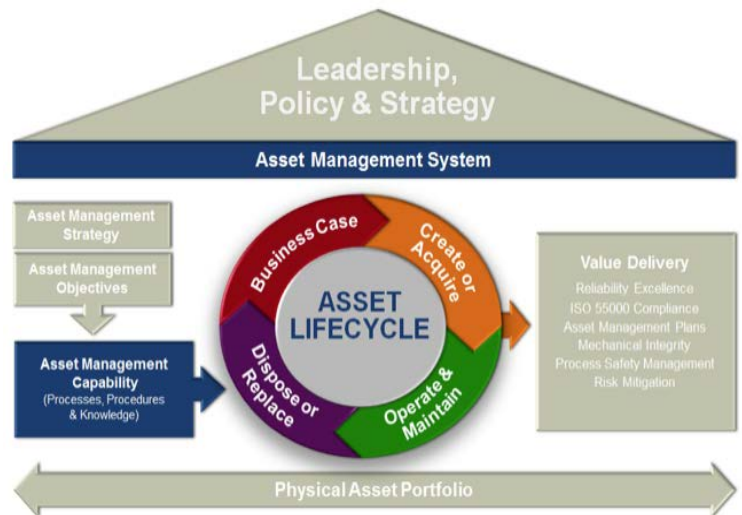 Leadership,
Policy & Strategy
Asset Management System
Asset Management
Strategy
Asset Management
Objectives
Asset Management
Capability
(Processes, Procedures
& Knowledge)
Business Case
Create or
Acquire
Operate &
Maintain
Dispose or
Replace
ASSET
LIFECYCLE
Value Delivery
Reliability Excellence
ISO 55000 Compliance
Asset Management Plans
Mechanical Integrity
Process Safety Management
Risk Mitigation
Physical Asset Portfolio